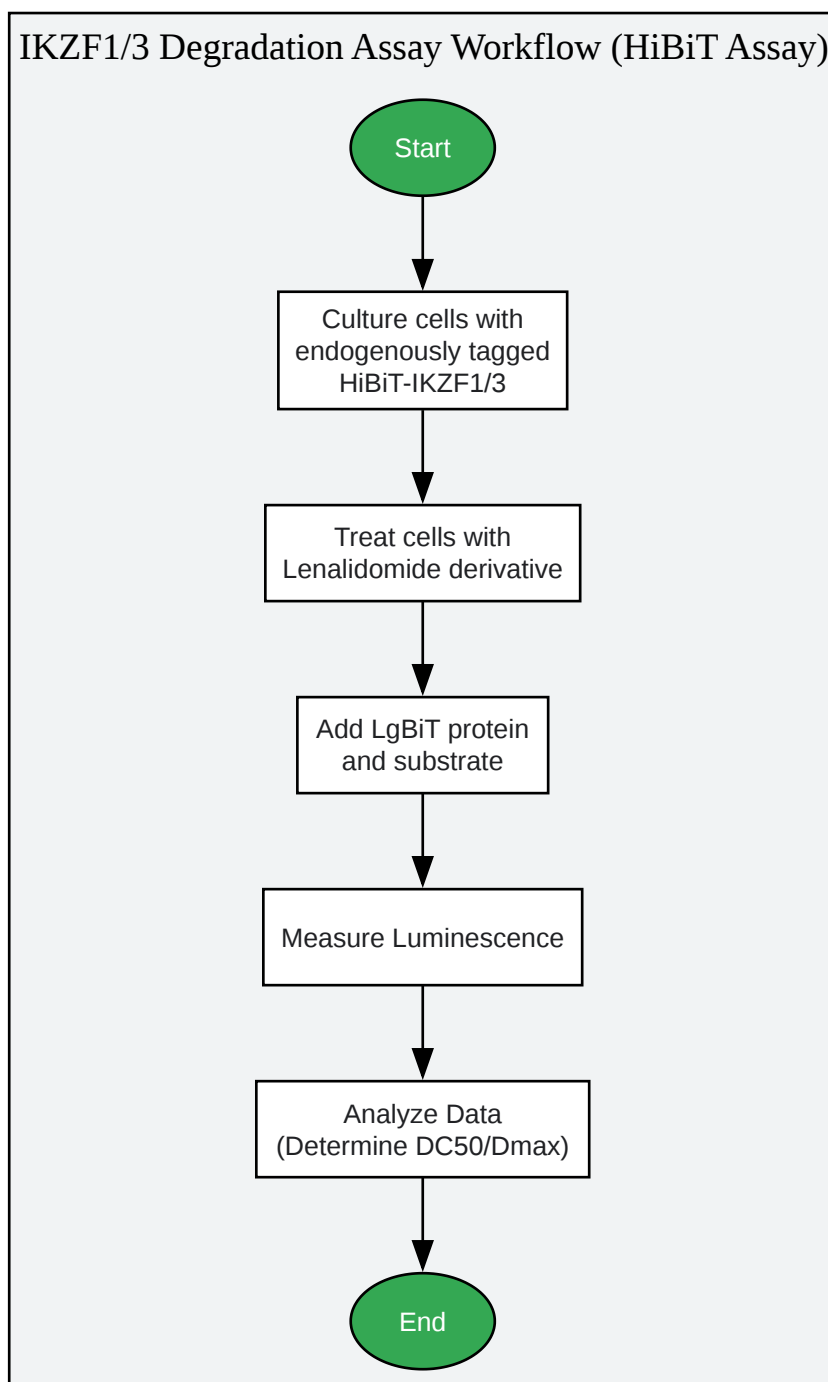 IKZF1/3 Degradation Assay Workflow (HiBiT Assay)
Start
Culture cells with
endogenously tagged
HiBiT-IKZF1/3
Treat cells with
Lenalidomide derivative
Add LgBiT protein
and substrate
Measure Luminescence
Analyze Data
(Determine DC50/Dmax)
End